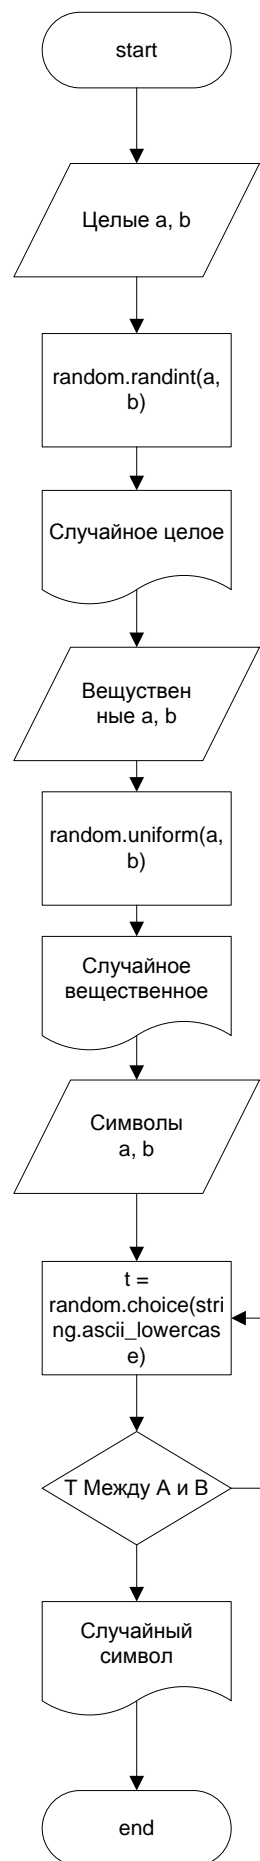 start
Целые a, b
random.randint(a,
b)
Случайное целое
Вещуствен
ные a, b
random.uniform(a,
b)
Случайное
вещественное
Символы
a, b
t =
random.choice(stri
ng.ascii_lowercas
e)
T Между A и B
Случайный
символ
end